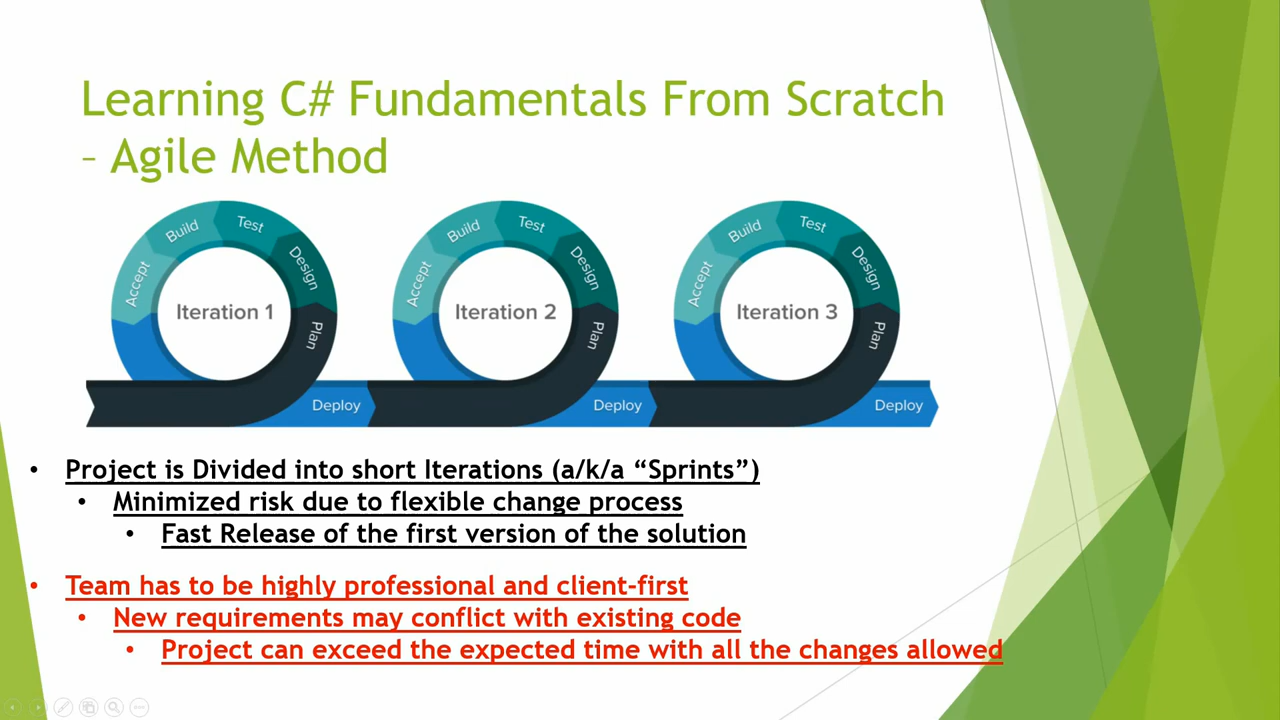 Learning C# Fundamentals From Scratch
– Agile Method
Accept
Build
Test
Design
Plan
Iteration 1
Deploy
Accept
Build
Test
Design
Plan
Iteration 2
Deploy
Accept
Build
Test
Design
Plan
Iteration 3
Deploy
• Project is Divided into short Iterations (a/k/a “Sprints”)
• Minimized risk due to flexible change process
• Fast Release of the first version of the solution
• Team has to be highly professional and client-first
• New requirements may conflict with existing code
• Project can exceed the expected time with all the changes allowed